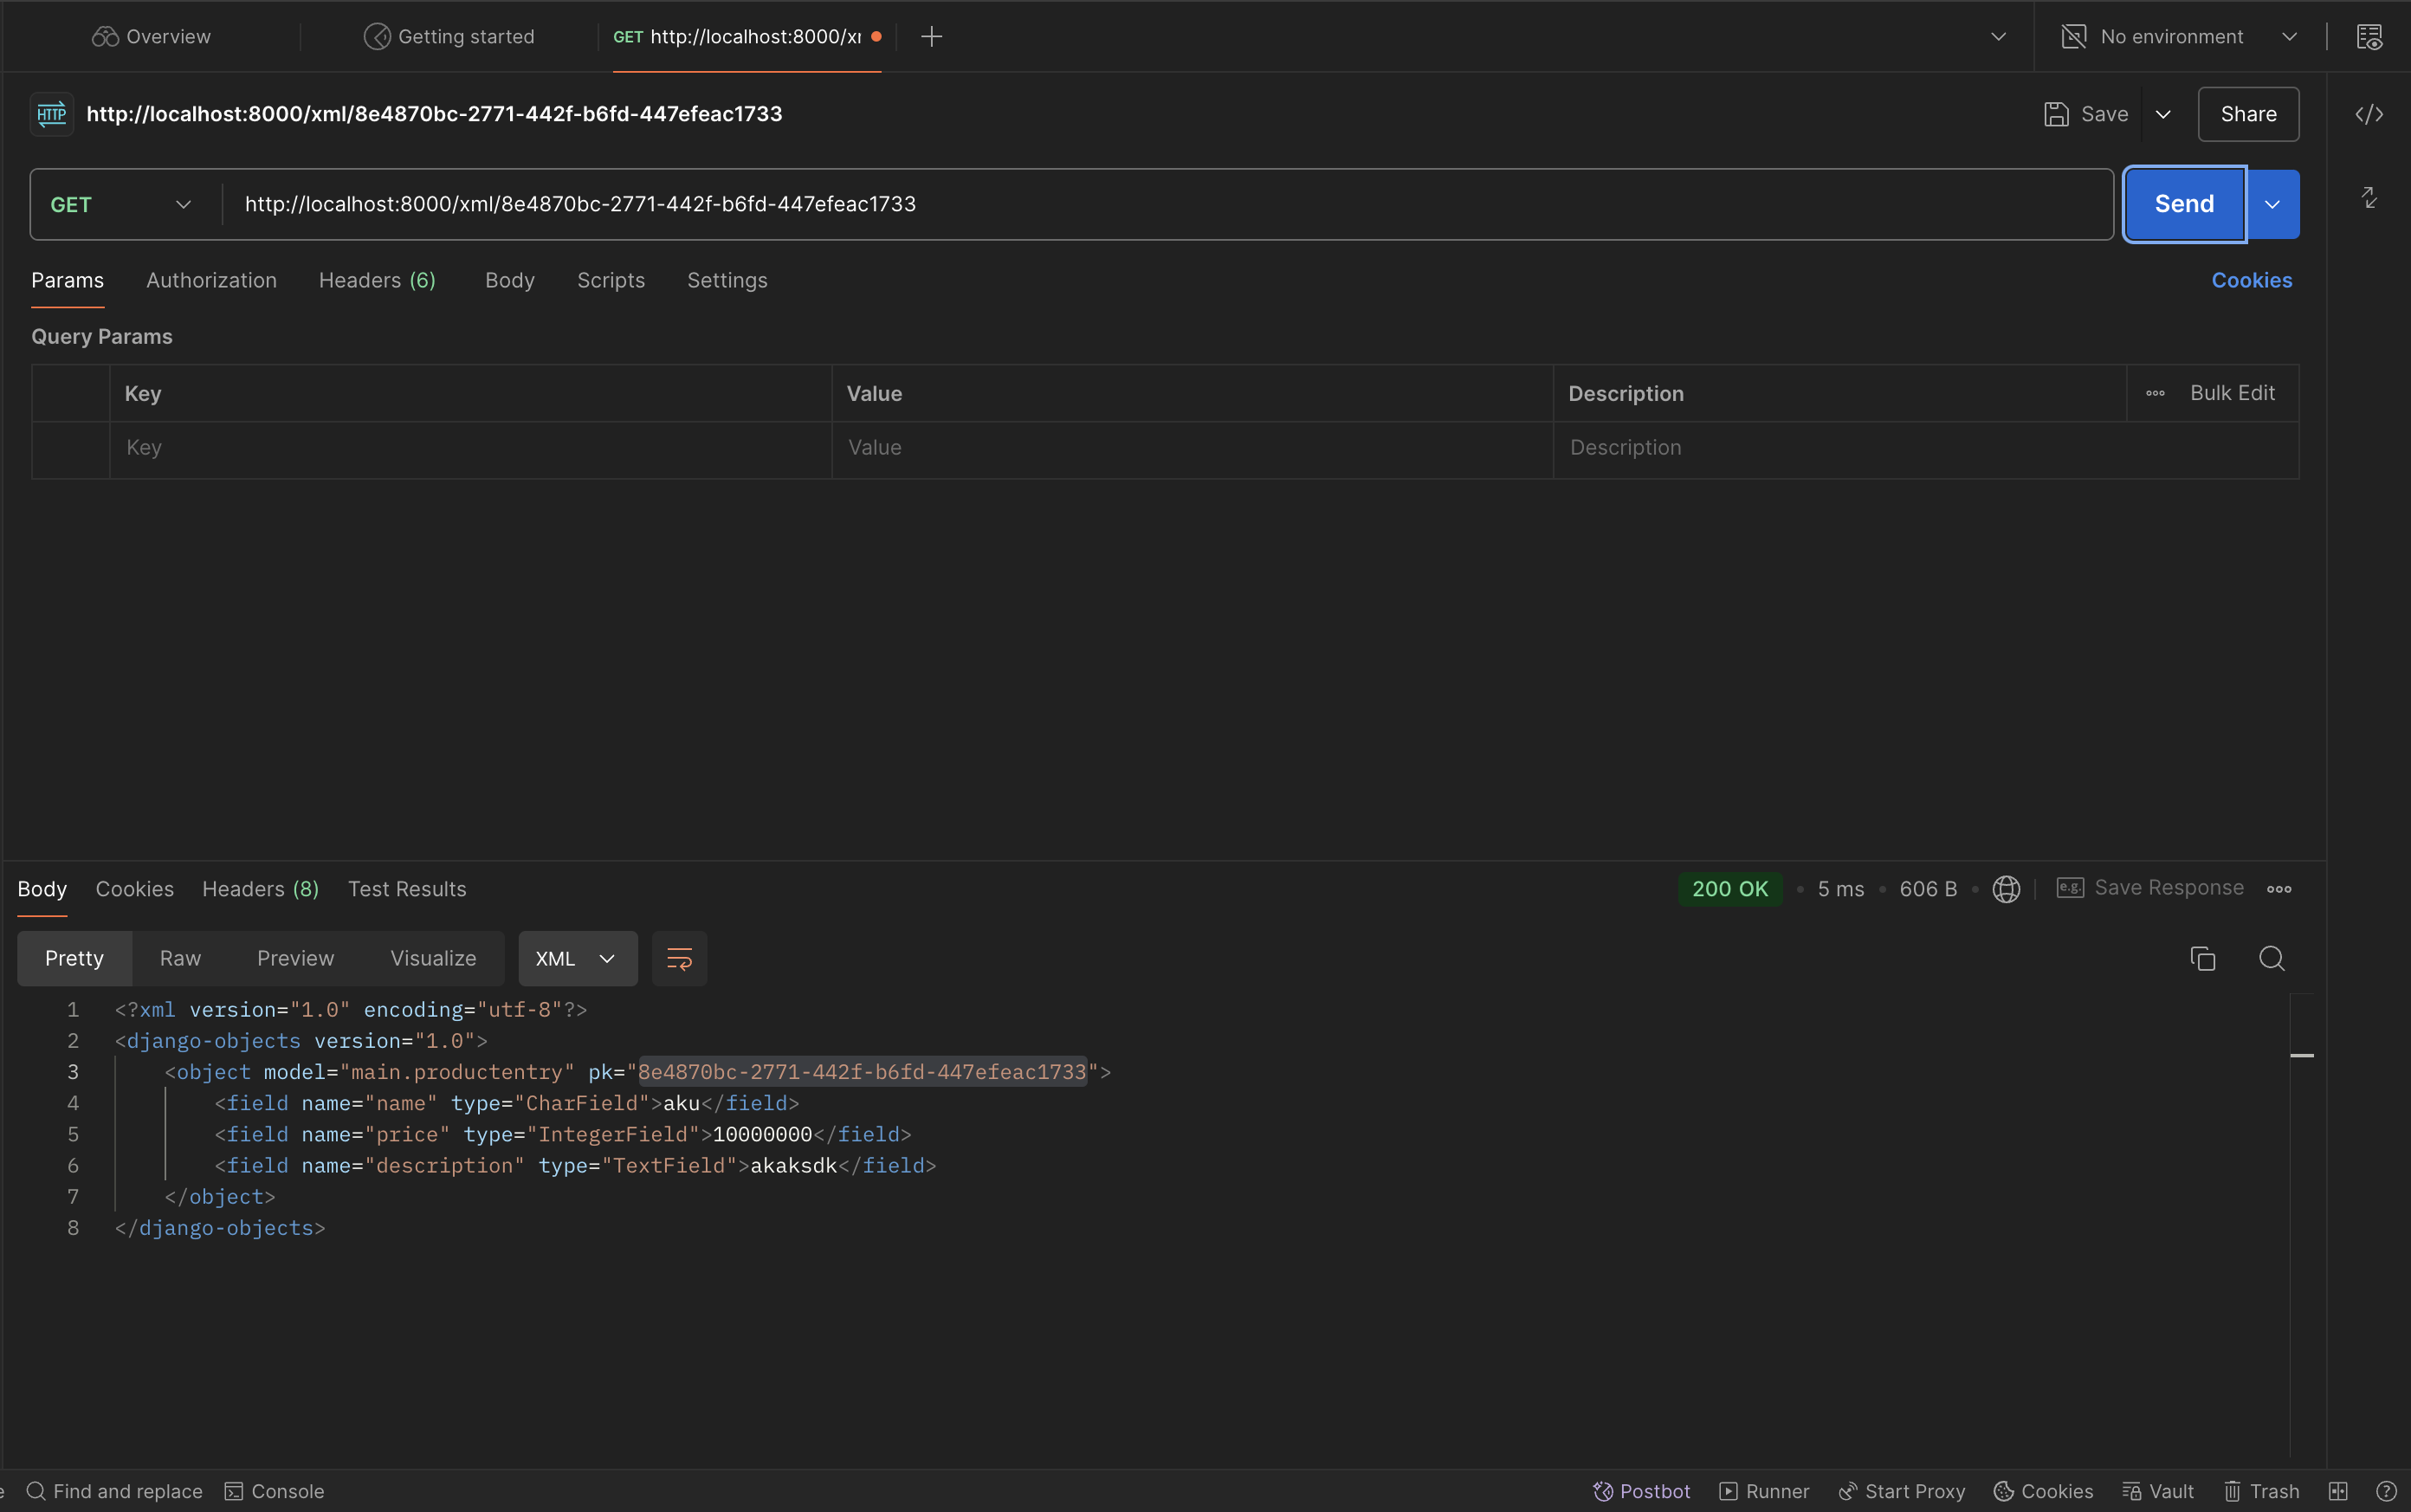 Overview
Getting started
GET http://localhost:8000/xr
No environment
HTTP http://localhost:8000/xml/8e4870bc-2771-442f-b6fd-447efeac1733
Save
Share
GET http://localhost:8000/xml/8e4870bc-2771-442f-b6fd-447efeac1733
Send
Params Authorization Headers (6) Body Scripts Settings Cookies
Query Params
Key Value Description Bulk Edit
Key Value Description
Body Cookies Headers (8) Test Results 200 OK • 5 ms • 606 B • e.g. Save Response
Pretty Raw Preview Visualize XML
1 <?xml version="1.0" encoding="utf-8"?>
2 <django-objects version="1.0">
3 <object model="main.productentry" pk="8e4870bc-2771-442f-b6fd-447efeac1733">
4 <field name="name" type="CharField">aku</field>
5 <field name="price" type="IntegerField">10000000</field>
6 <field name="description" type="TextField">akaksdk</field>
7 </object>
8 </django-objects>
Find and replace Console Postbot Runner Start Proxy Cookies Vault Trash